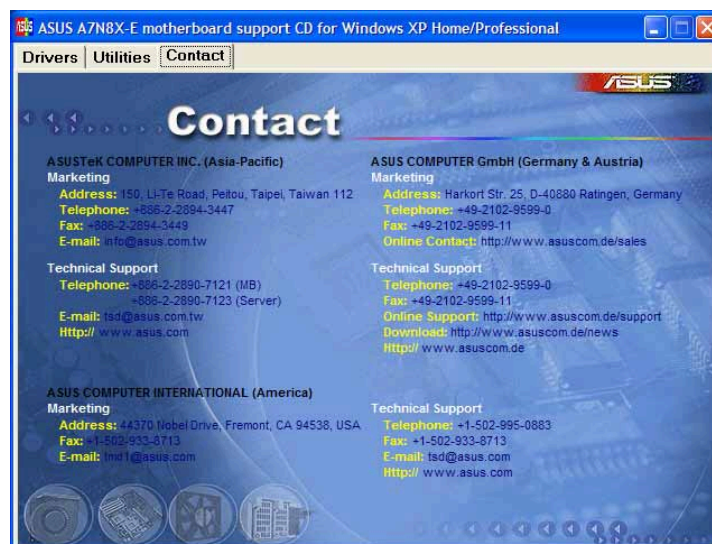 ASUS A7N8X-E motherboard support CD for Windows XP Home/Professional
Drivers Utilities Contact
ASUS
Contact
ASUSTeK COMPUTER INC. (Asia-Pacific)
Marketing
Address: 150, Li-Te Road, Peitou, Taipei, Taiwan 112
Telephone: +886-2-2894-3447
Fax: +886-2-2894-3449
E-mail: info@asus.com.tw
Technical Support
Telephone: +886-2-2890-7121 (MB)
+886-2-2890-7123 (Server)
E-mail: tsd@asus.com.tw
Http:// www.asus.com
ASUS COMPUTER GmbH (Germany & Austria)
Marketing
Address: Harkort Str. 25, D-40880 Ratingen, Germany
Telephone: +49-2102-9599-0
Fax: +49-2102-9599-11
Online Contact: http://www.asuscom.de/sales
Technical Support
Telephone: +49-2102-9599-0
Fax: +49-2102-9599-11
Online Support: http://www.asuscom.de/support
Download: http://www.asuscom.de/news
Http:// www.asuscom.de
ASUS COMPUTER INTERNATIONAL (America)
Marketing
Address: 44370 Nobel Drive, Fremont, CA 94538, USA
Fax: +1-502-933-8713
E-mail: tmd1@asus.com
Technical Support
Telephone: +1-502-995-0883
Fax: +1-502-933-8713
E-mail: tsd@asus.com
Http:// www.asus.com